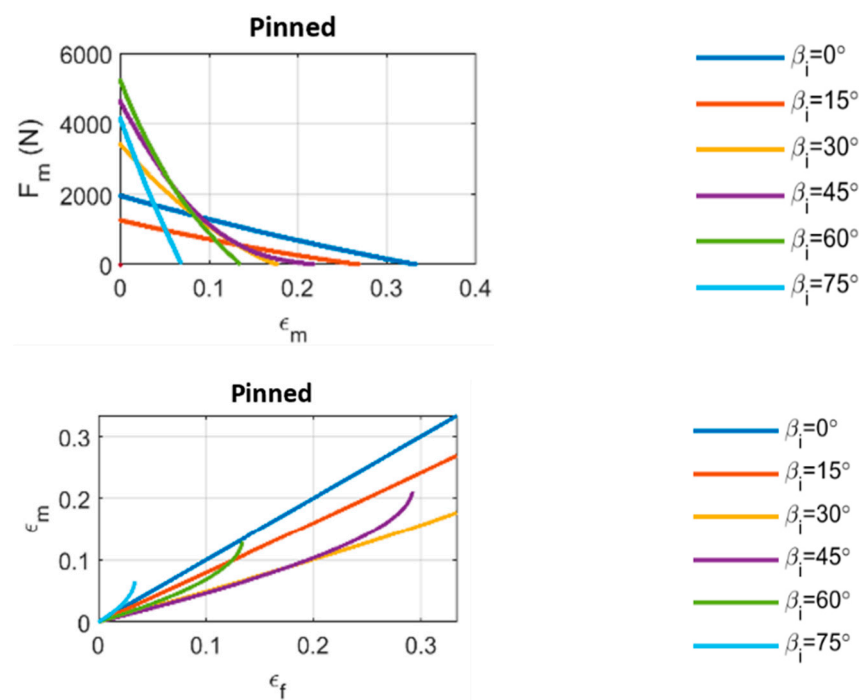 Pinned
6000
4000
2000
0
F_m (N)
0 0.1 0.2 0.3 0.4
ϵ_m
β_i=0°
β_i=15°
β_i=30°
β_i=45°
β_i=60°
β_i=75°
Pinned
0.3
0.2
0.1
0
ϵ_m
0 0.1 0.2 0.3
ϵ_f
β_i=0°
β_i=15°
β_i=30°
β_i=45°
β_i=60°
β_i=75°